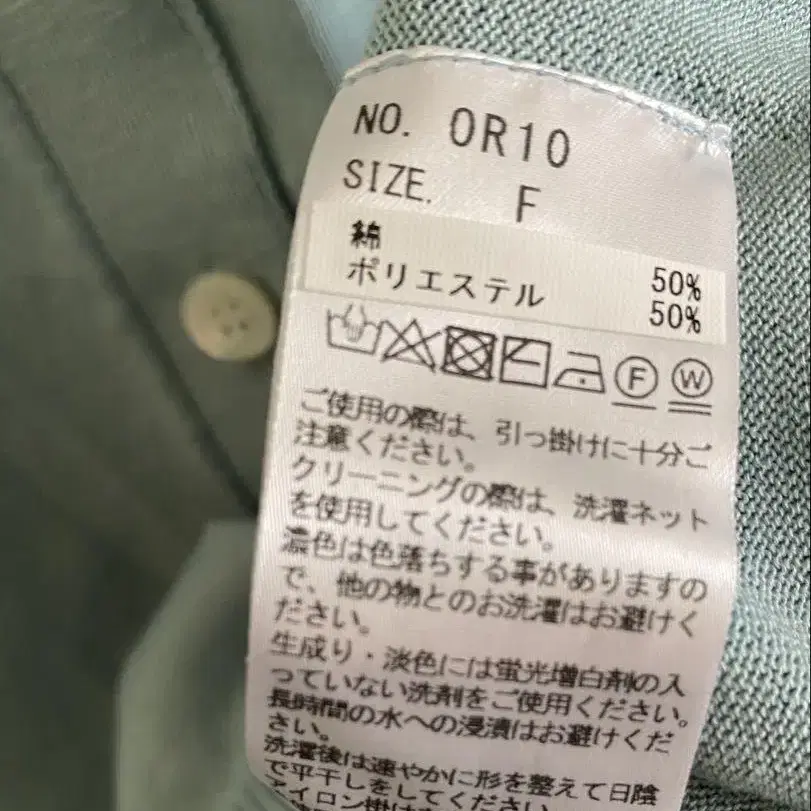 NO. OR10
SIZE. F
綿 50%
ポリエステル 50%
F W
ご使用の際は、引っ掛けに十分ご
注意ください。
クリーニングの際は、洗濯ネット
を使用してください。
濃色は色落ちする事がありますの
で、他の物とのお洗濯はお避けく
ださい。
生成り・淡色には蛍光増白剤の入
っていない洗剤をご使用ください。
長時間の水への浸漬はお避けくだ
さい。
洗濯後は速やかに形を整えて日陰
で平干しをしてください。
アイロン掛け